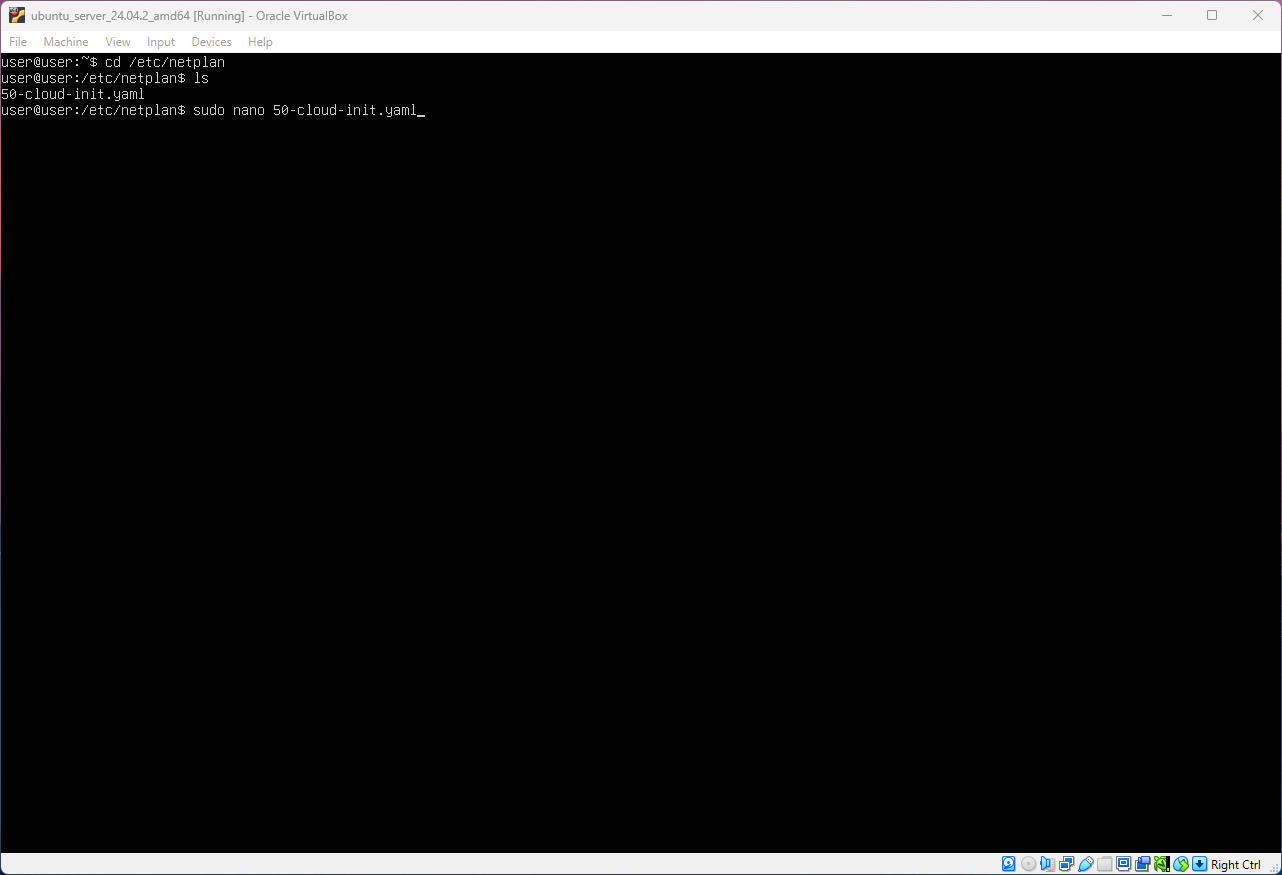 ubuntu_server_24.04.2_amd64 [Running] - Oracle VirtualBox
File Machine View Input Devices Help
user@user:~$ cd /etc/netplan
user@user:/etc/netplan$ ls
50-cloud-init.yaml
user@user:/etc/netplan$ sudo nano 50-cloud-init.yaml_
Right Ctrl